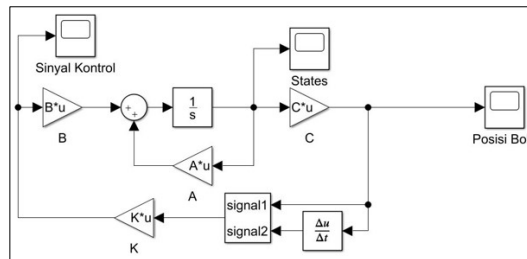 Sinyal Kontrol
States
B*u
B
+
+
1
s
C*u
C
Posisi Bo
A*u
A
K*u
K
signal1
signal2
Δu
Δt